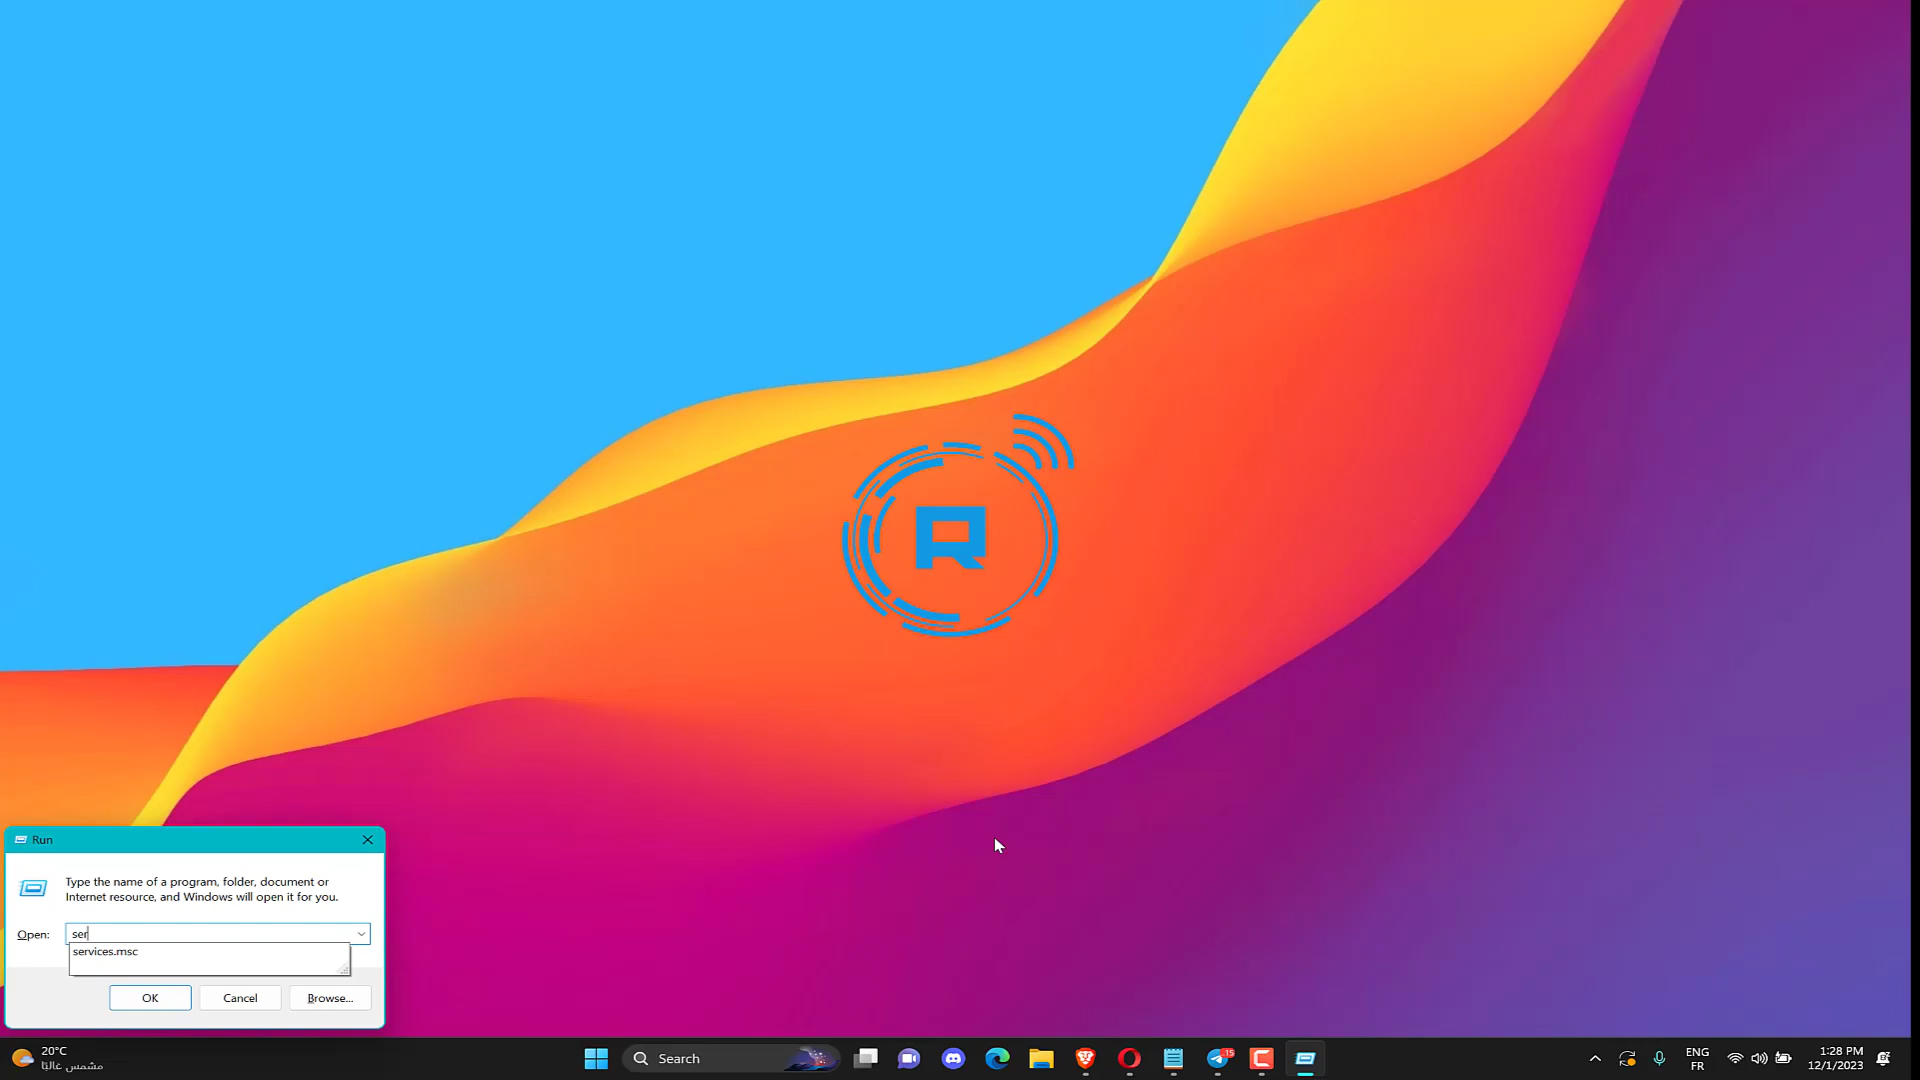 R
Run
Type the name of a program, folder, document or
Internet resource, and Windows will open it for you.
Open:
ser
services.msc
OK
Cancel
Browse...
20°C
مشمس غالبًا
Search
15
ENG
FR
1:28 PM
12/1/2023